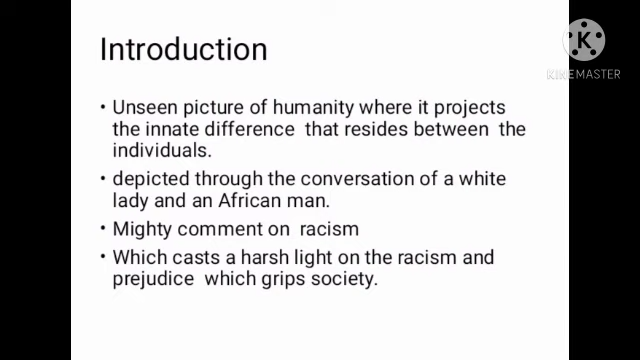 Introduction
K
KINEMASTER
• Unseen picture of humanity where it projects
the innate difference that resides between the
individuals.
• depicted through the conversation of a white
lady and an African man.
• Mighty comment on racism
• Which casts a harsh light on the racism and
prejudice which grips society.